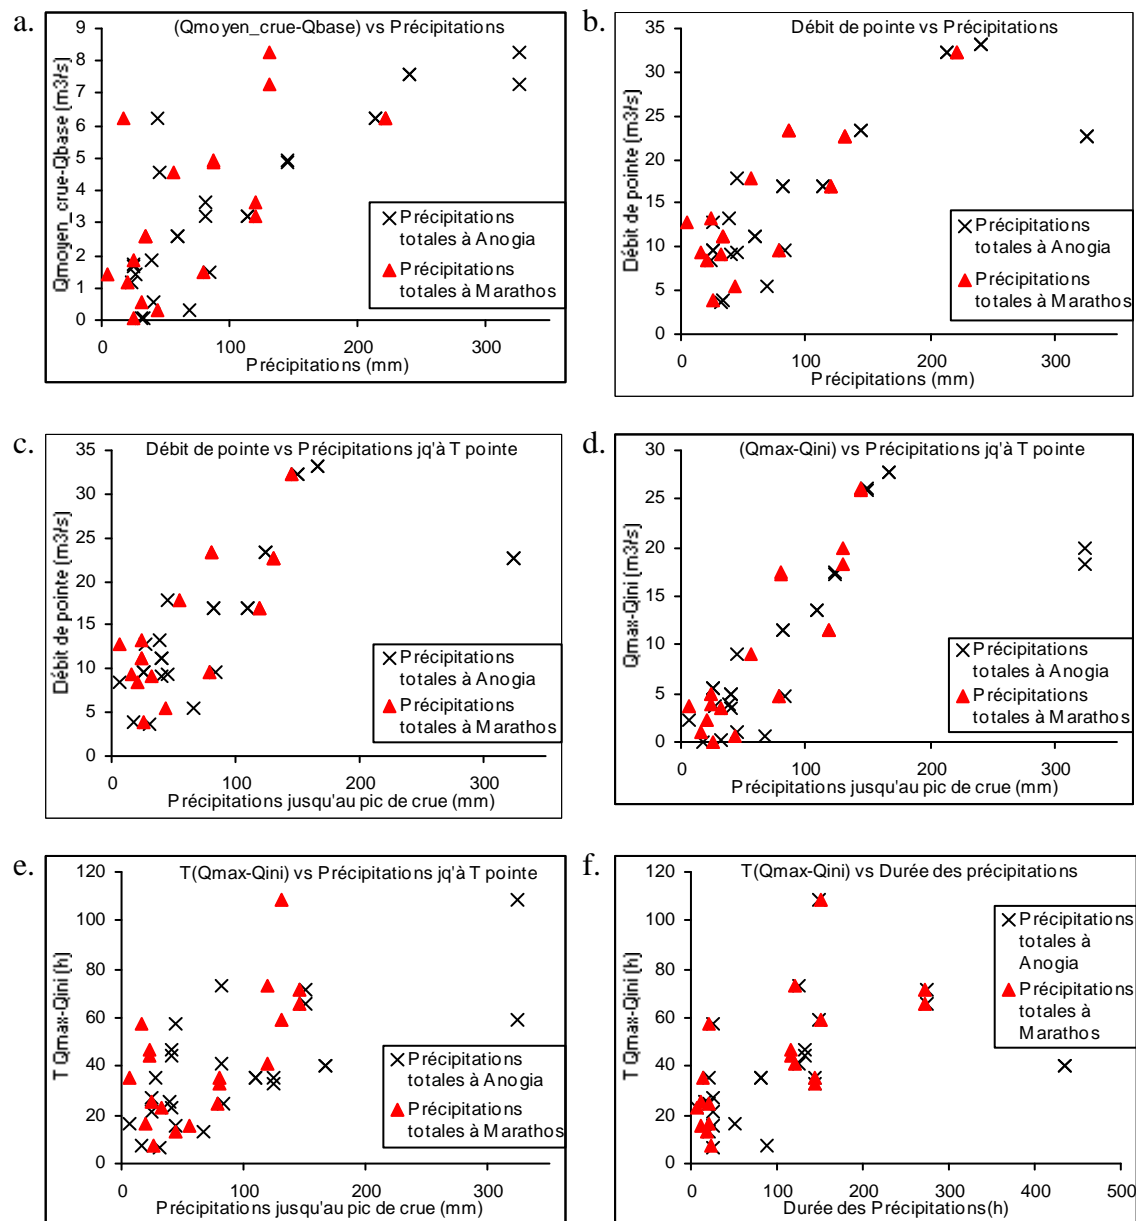 a.
(Qmoyen_crue-Qbase) vs Précipitations
Qmoyen_crue-Qbase (m3/s)
9
8
7
6
5
4
3
2
1
0
0 100 200 300
Précipitations (mm)
Précipitations
totales à Anogia
Précipitations
totales à Marathos
b.
Débit de pointe vs Précipitations
Débit de pointe (m3/s)
35
30
25
20
15
10
5
0
0 100 200 300
Précipitations (mm)
Précipitations
totales à Anogia
Précipitations
totales à Marathos
c.
Débit de pointe vs Précipitations jq'à T pointe
Débit de pointe (m3/s)
35
30
25
20
15
10
5
0
0 100 200 300
Précipitations jusqu'au pic de crue (mm)
Précipitations
totales à Anogia
Précipitations
totales à Marathos
d.
(Qmax-Qini) vs Précipitations jq'à T pointe
Qmax-Qini (m3/s)
30
25
20
15
10
5
0
0 100 200 300
Précipitations jusqu'au pic de crue (mm)
Précipitations
totales à Anogia
Précipitations
totales à Marathos
e.
T(Qmax-Qini) vs Précipitations jq'à T pointe
T Qmax-Qini (h)
120
100
80
60
40
20
0
0 100 200 300
Précipitations jusqu'au pic de crue (mm)
Précipitations
totales à Anogia
Précipitations
totales à Marathos
f.
T(Qmax-Qini) vs Durée des précipitations
T Qmax-Qini (h)
120
100
80
60
40
20
0
0 100 200 300 400 500
Durée des Précipitations(h)
Précipitations
totales à
Anogia
Précipitations
totales à
Marathos